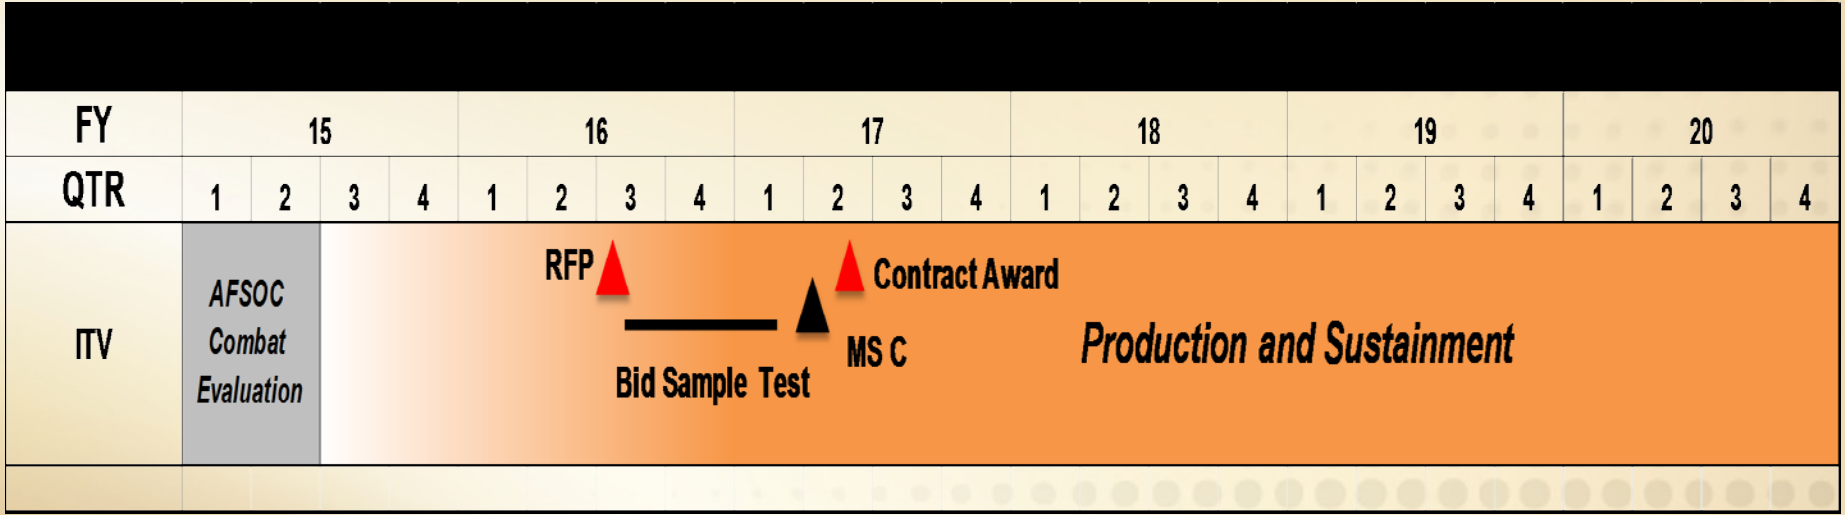 FY 15 16 17 18 19 20
QTR 1 2 3 4 1 2 3 4 1 2 3 4 1 2 3 4 1 2 3 4 1 2 3 4
ITV
AFSOC
Combat
Evaluation
RFP
Contract Award
MS C
Bid Sample Test
Production and Sustainment